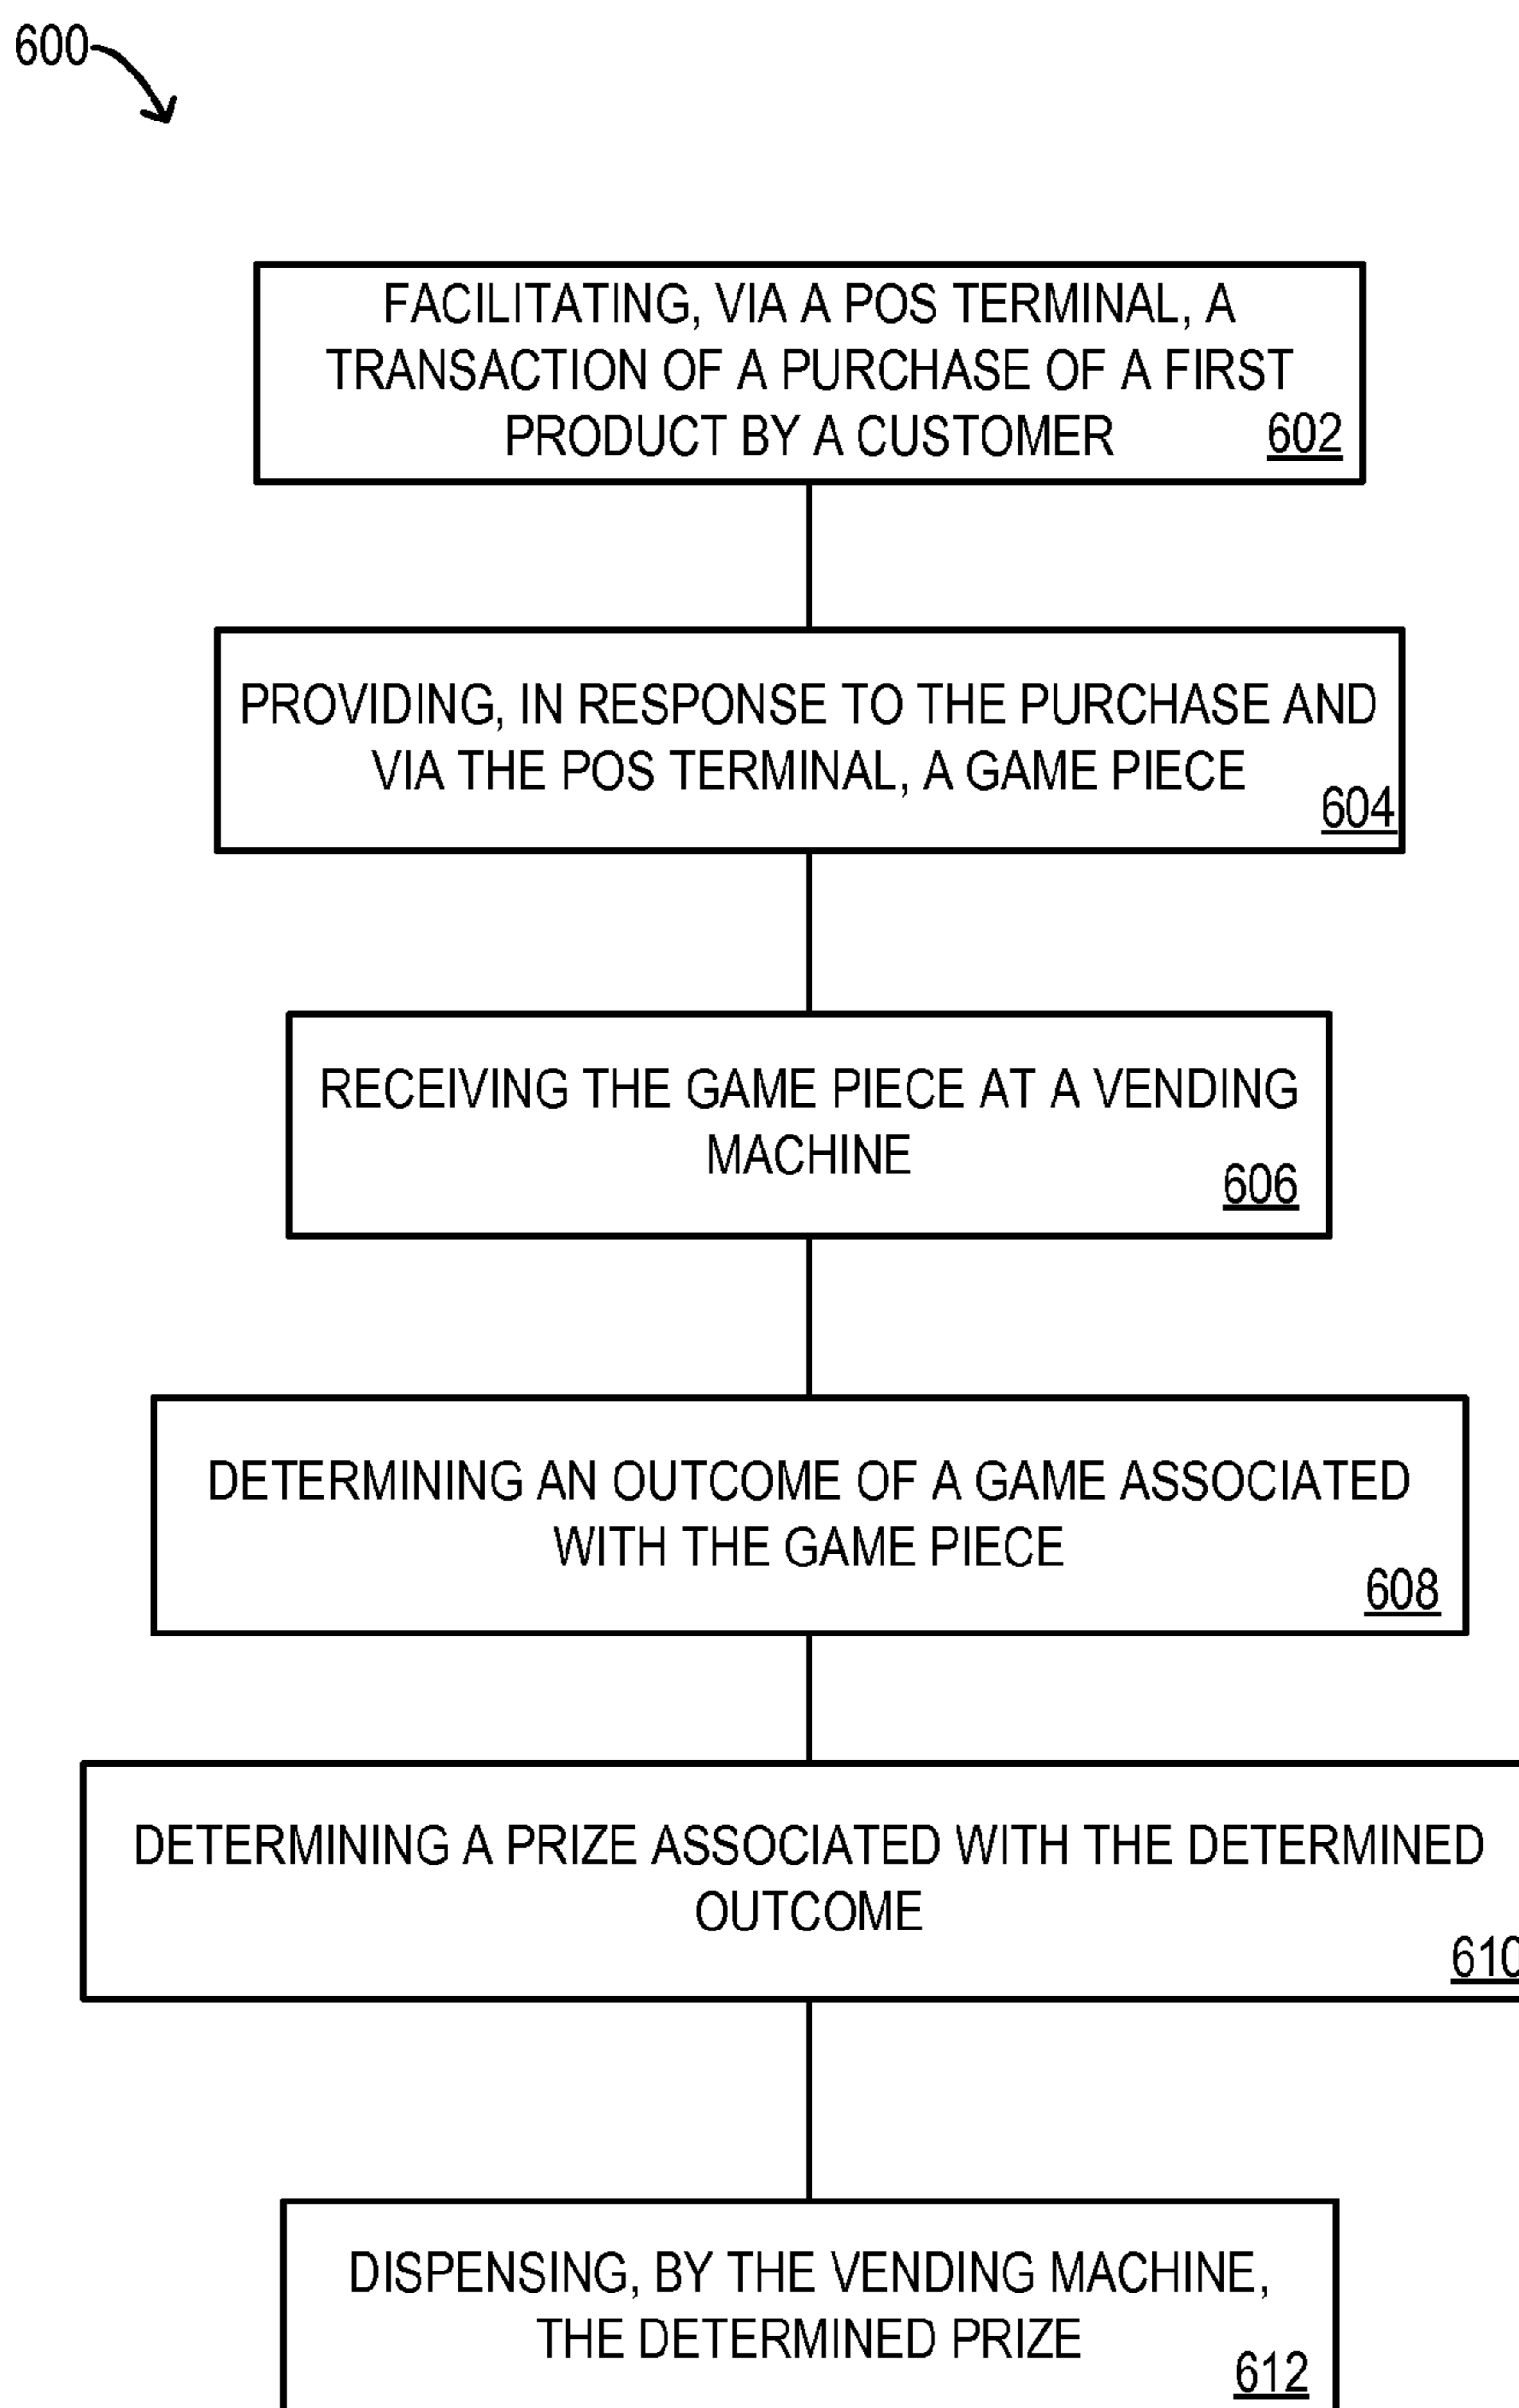 600
FACILITATING, VIA A POS TERMINAL, A
TRANSACTION OF A PURCHASE OF A FIRST
PRODUCT BY A CUSTOMER
602
PROVIDING, IN RESPONSE TO THE PURCHASE AND
VIA THE POS TERMINAL, A GAME PIECE
604
RECEIVING THE GAME PIECE AT A VENDING
MACHINE
606
DETERMINING AN OUTCOME OF A GAME ASSOCIATED
WITH THE GAME PIECE
608
DETERMINING A PRIZE ASSOCIATED WITH THE DETERMINED
OUTCOME
610
DISPENSING, BY THE VENDING MACHINE,
THE DETERMINED PRIZE
612